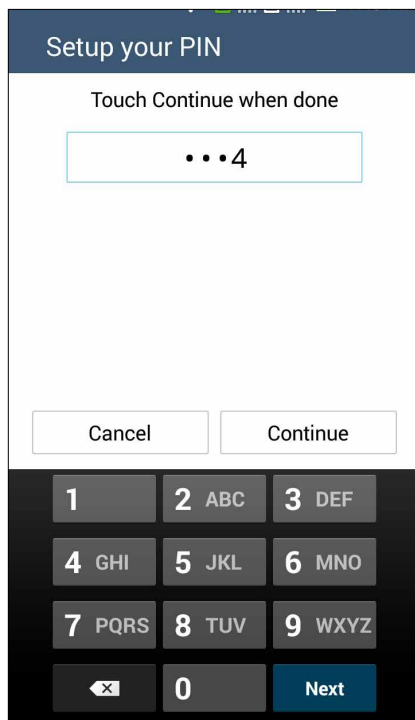 Setup your PIN
Touch Continue when done
•••4
Cancel Continue
1 2 ABC 3 DEF
4 GHI 5 JKL 6 MNO
7 PQRS 8 TUV 9 WXYZ
0 Next